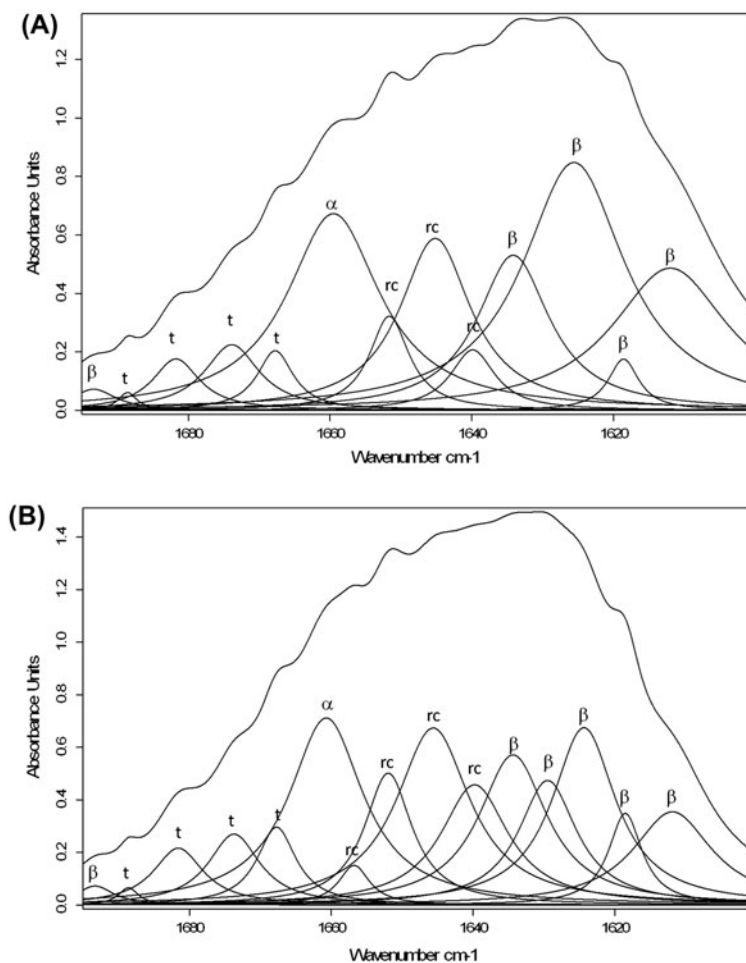 (A)
Absorbance Units
0.0 0.2 0.4 0.6 0.8 1.0 1.2
β t t t t α rc rc rc β β β β
1680 1660 1640 1620
Wavenumber cm-1
(B)
Absorbance Units
0.0 0.2 0.4 0.6 0.8 1.0 1.2 1.4
β t t t t α rc rc rc rc β β β β β
1680 1660 1640 1620
Wavenumber cm-1